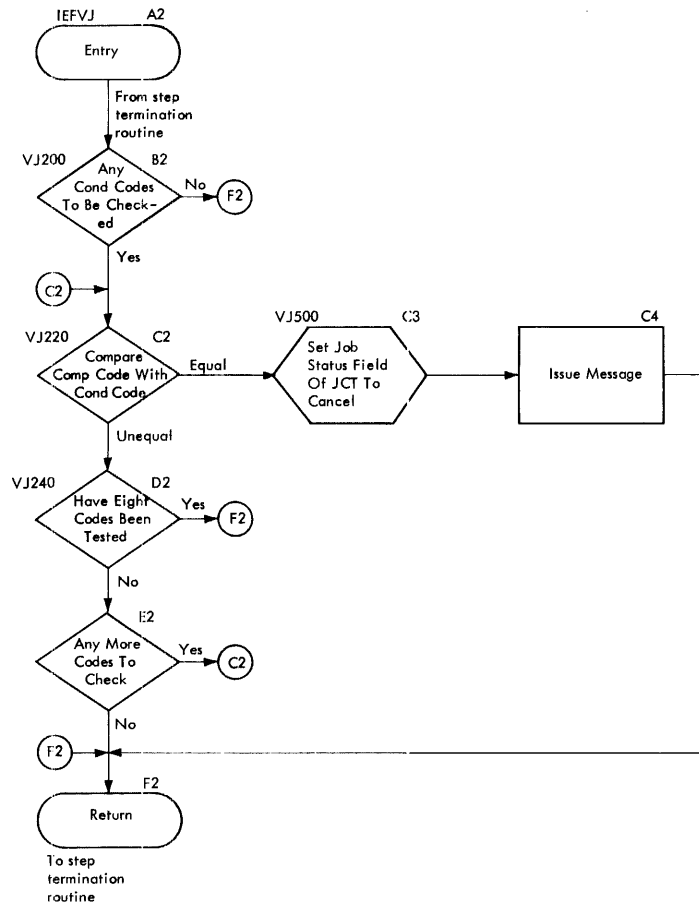 IEFVJ A2
Entry
From step
termination
routine
VJ200 B2
Any
Cond Codes
To Be Check-
ed
No
F2
Yes
C2
VJ220 C2
Compare
Comp Code With
Cond Code
Equal
VJ500 C3
Set Job
Status Field
Of JCT To
Cancel
C4
Issue Message
Unequal
VJ240 D2
Have Eight
Codes Been
Tested
Yes
F2
No
E2
Any More
Codes To
Check
Yes
C2
No
F2
F2
Return
To step
termination
routine